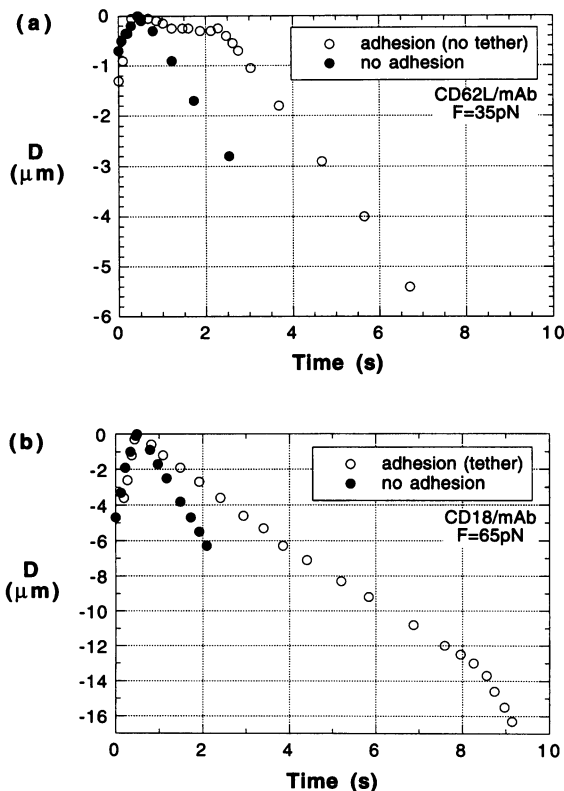 (a)
0
-1
-2
-3
-4
-5
-6
D
(μm)
adhesion (no tether)
no adhesion
CD62L/mAb
F=35pN
0 2 4 6 8 10
Time (s)
(b)
0
-2
-4
-6
-8
-10
-12
-14
-16
D
(μm)
adhesion (tether)
no adhesion
CD18/mAb
F=65pN
0 2 4 6 8 10
Time (s)